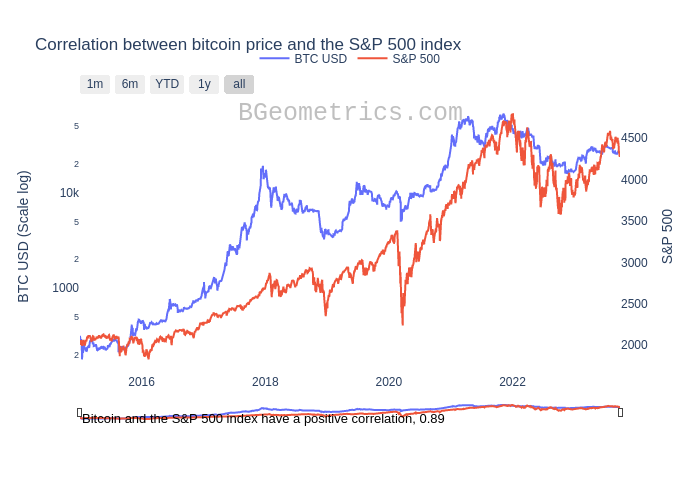 Correlation between bitcoin price and the S&P 500 index
BTC USD
S&P 500
1m
6m
YTD
1y
all
BGeometrics.com
5
2
10k
5
2
1000
5
2
BTC USD (Scale log)
4500
4000
3500
3000
2500
2000
S&P 500
2016
2018
2020
2022
Bitcoin and the S&P 500 index have a positive correlation, 0.89